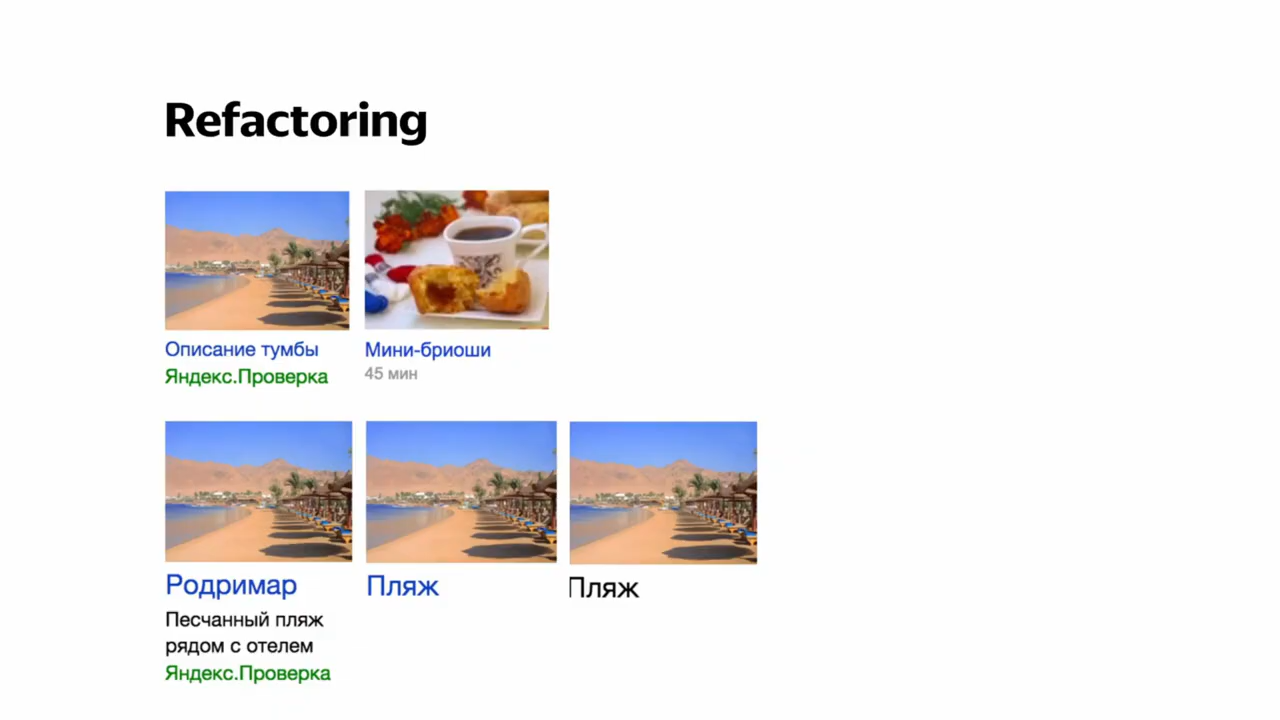 Refactoring
Описание тумбы
Яндекс.Проверка
Мини-бриоши
45 мин
Родримар
Песчанный пляж
рядом с отелем
Яндекс.Проверка
Пляж
Пляж